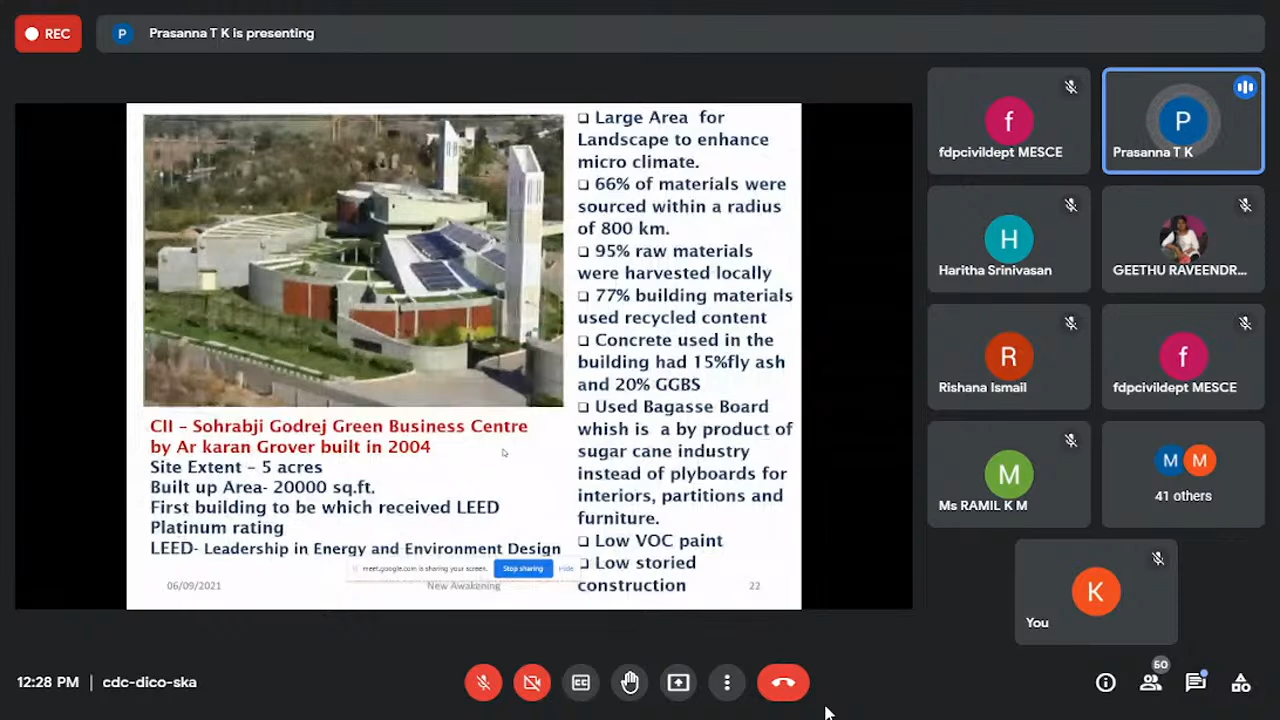 REC
P Prasanna T K is presenting
❑ Large Area for
Landscape to enhance
micro climate.
❑ 66% of materials were
sourced within a radius
of 800 km.
❑ 95% raw materials
were harvested locally
❑ 77% building materials
used recycled content
❑ Concrete used in the
building had 15%fly ash
and 20% GGBS
❑ Used Bagasse Board
whish is a by product of
sugar cane industry
instead of plyboards for
interiors, partitions and
furniture.
❑ Low VOC paint
❑ Low storied
construction
CII – Sohrabji Godrej Green Business Centre
by Ar karan Grover built in 2004
Site Extent – 5 acres
Built up Area- 20000 sq.ft.
First building to be which received LEED
Platinum rating
LEED- Leadership in Energy and Environment Design
meet.google.com is sharing your screen. Stop sharing Hide
06/09/2021 New Awakening 22
f
fdpcivildept MESCE
P
Prasanna T K
H
Haritha Srinivasan
GEETHU RAVEENDR...
R
Rishana Ismail
f
fdpcivildept MESCE
M
Ms RAMIL K M
M M
41 others
K
You
12:28 PM | cdc-dico-ska
CC
50